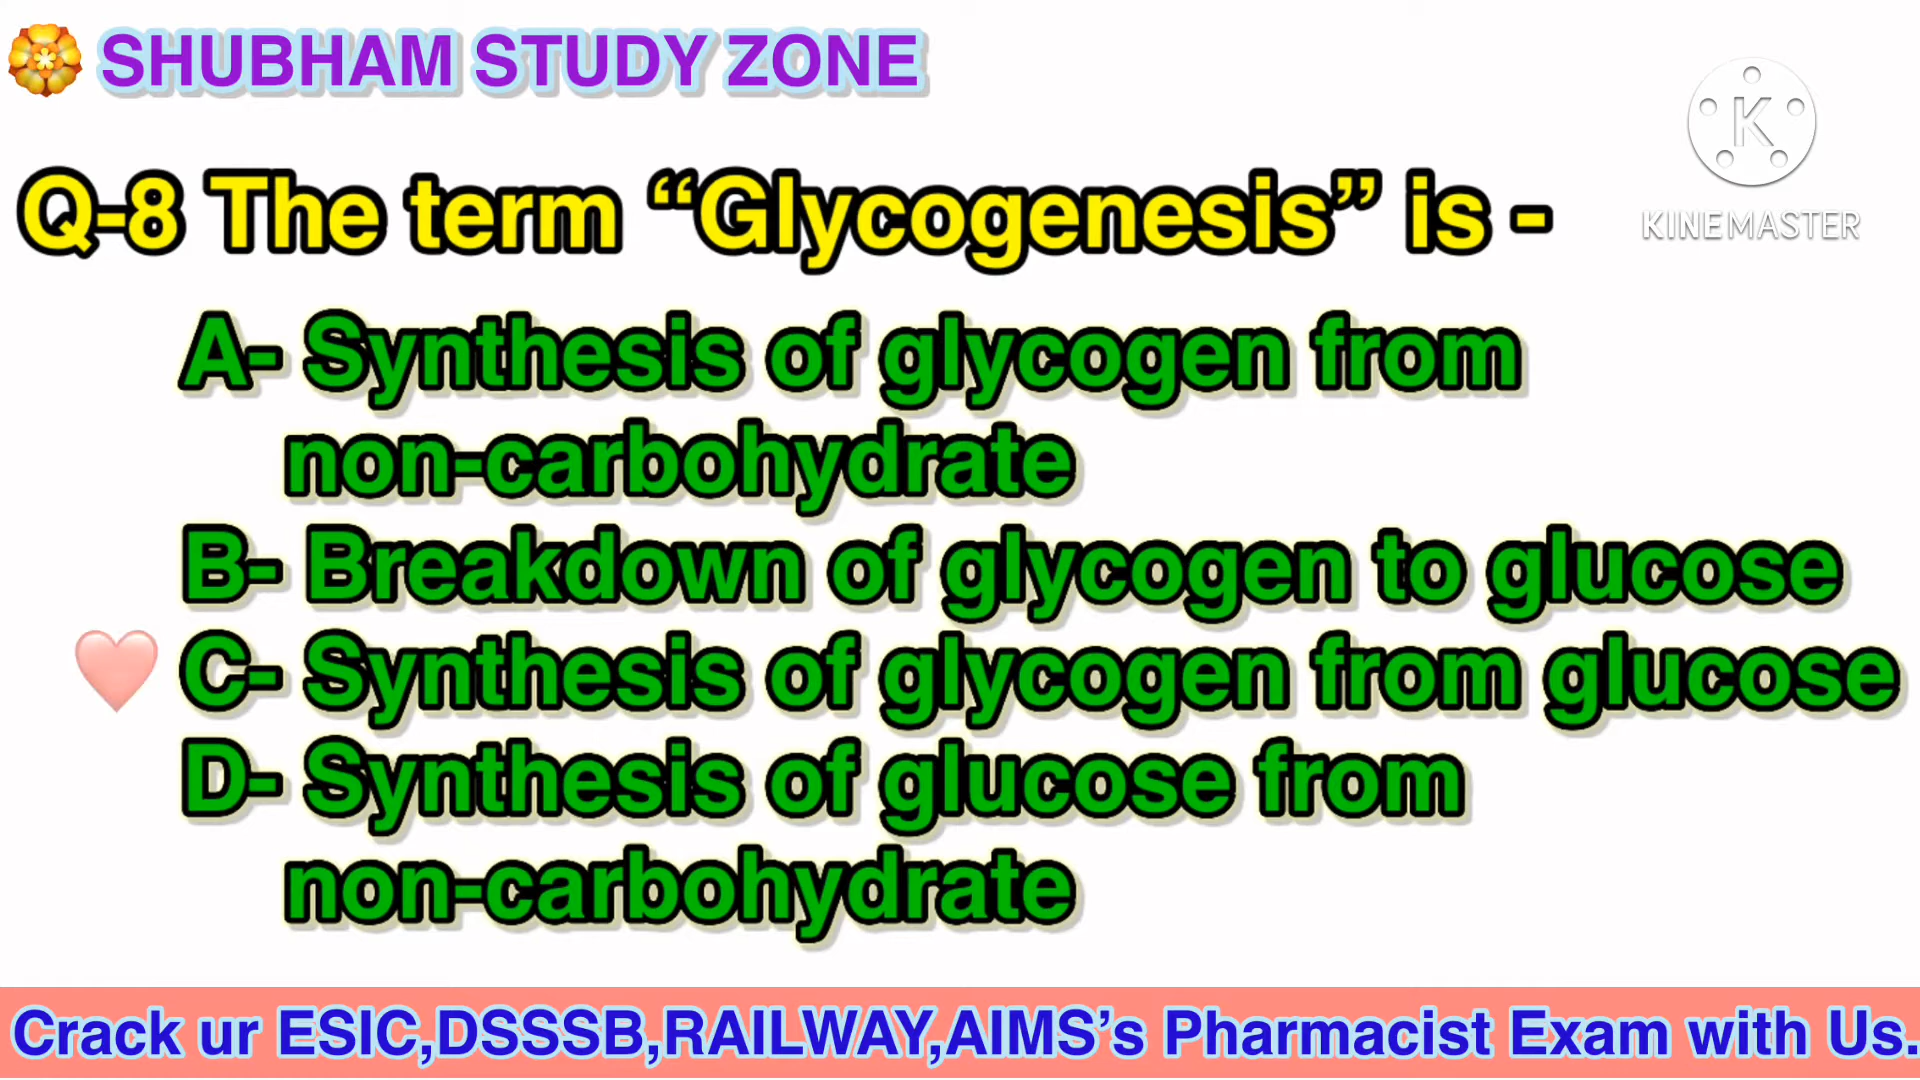 SHUBHAM STUDY ZONE
KINEMASTER
Q-8 The term “Glycogenesis” is -
A- Synthesis of glycogen from
non-carbohydrate
B- Breakdown of glycogen to glucose
C- Synthesis of glycogen from glucose
D- Synthesis of glucose from
non-carbohydrate
Crack ur ESIC,DSSSB,RAILWAY,AIMS’s Pharmacist Exam with Us.